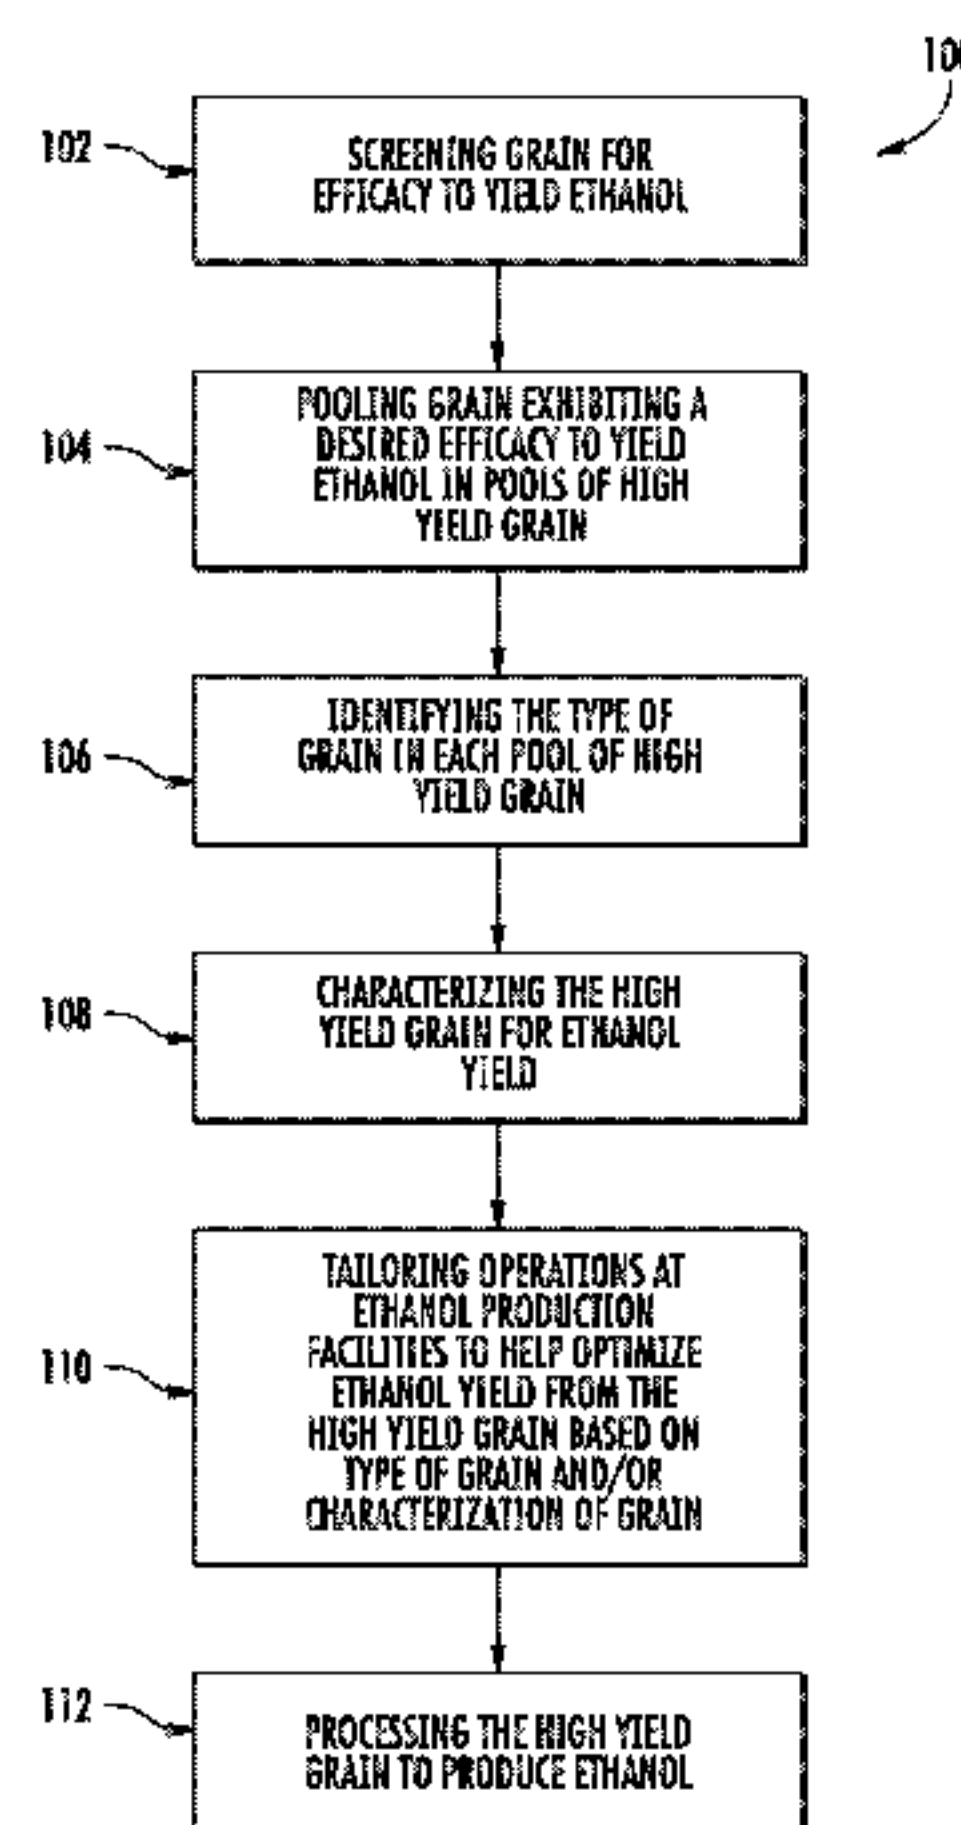 100
102
SCREENING GRAIN FOR
EFFICACY TO YIELD ETHANOL
104
POOLING GRAIN EXHIBITING A
DESIRED EFFICACY TO YIELD
ETHANOL IN POOLS OF HIGH
YIELD GRAIN
106
IDENTIFYING THE TYPE OF
GRAIN IN EACH POOL OF HIGH
YIELD GRAIN
108
CHARACTERIZING THE HIGH
YIELD GRAIN FOR ETHANOL
YIELD
110
TAILORING OPERATIONS AT
ETHANOL PRODUCTION
FACILITIES TO HELP OPTIMIZE
ETHANOL YIELD FROM THE
HIGH YIELD GRAIN BASED ON
TYPE OF GRAIN AND/OR
CHARACTERIZATION OF GRAIN
112
PROCESSING THE HIGH YIELD
GRAIN TO PRODUCE ETHANOL